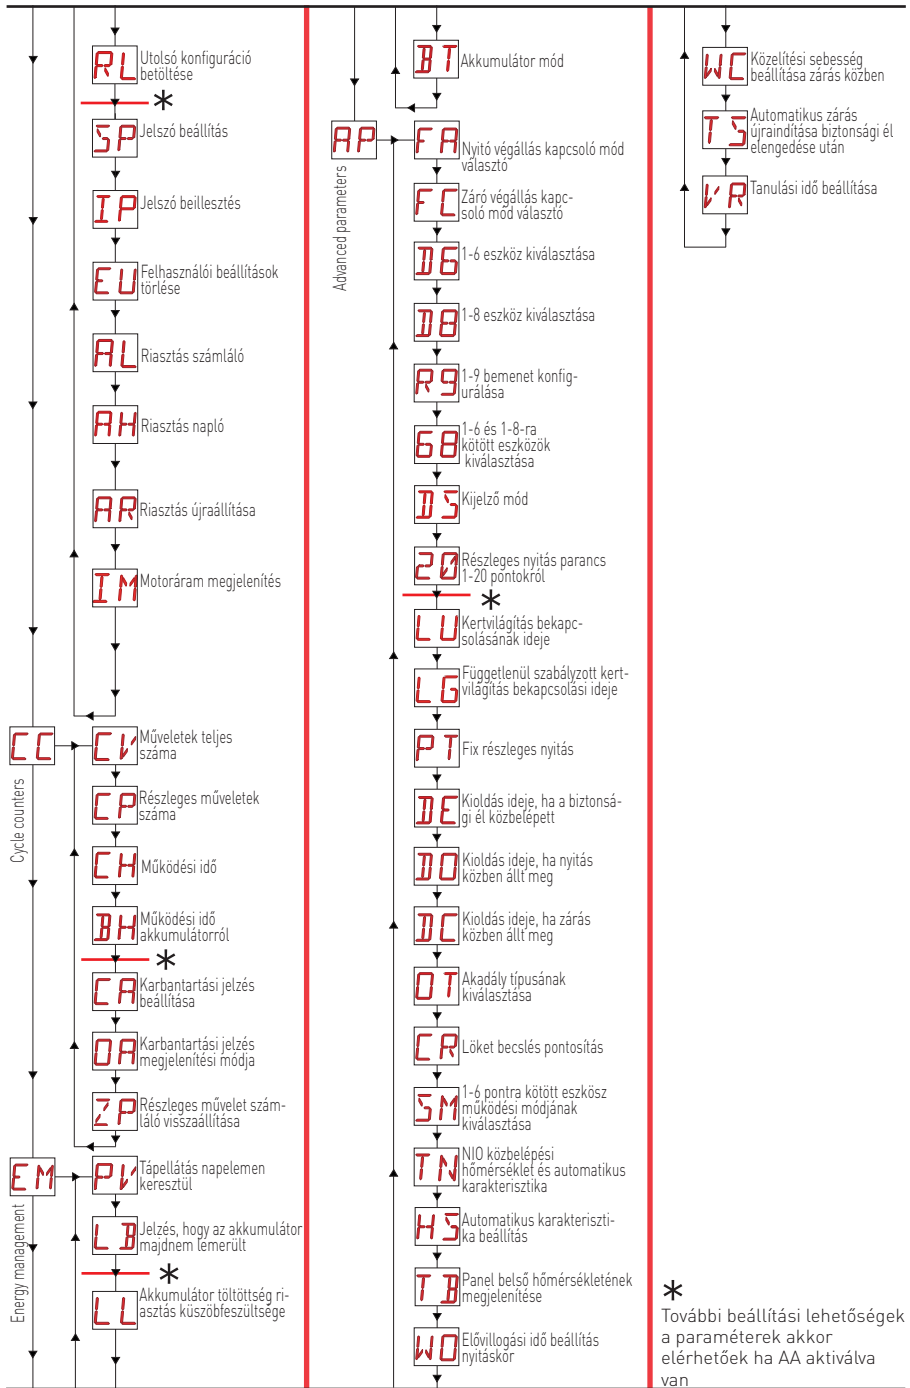 RL
Utolsó konfiguráció
betöltése
*
SP
Jelszó beállítás
IP
Jelszó beillesztés
EU
Felhasználói beállítások
törlése
AL
Riasztás számláló
AH
Riasztás napló
AR
Riasztás újraállítása
IM
Motoráram megjelenítés
CC
Cycle counters
CV
Műveletek teljes
száma
CP
Részleges műveletek
száma
CH
Működési idő
BH
Működési idő
akkumulátorról
*
CA
Karbantartási jelzés
beállítása
OA
Karbantartási jelzés
megjelenítési módja
ZP
Részleges művelet szám-
láló visszaállítása
EM
Energy management
PV
Tápellátás napelemen
keresztül
LB
Jelzés, hogy az akkumulátor
majdnem lemerült
*
LL
Akkumulátor töltöttség ri-
asztás küszöbfeszültsége
BT
Akkumulátor mód
AP
Advanced parameters
FA
Nyitó végállás kapcsoló mód
választó
FC
Záró végállás kapc-
soló mód választó
D6
1-6 eszköz kiválasztása
D8
1-8 eszköz kiválasztása
R9
1-9 bemenet konfig-
urálása
68
1-6 és 1-8-ra
kötött eszközök
kiválasztása
DS
Kijelző mód
20
Részleges nyitás parancs
1-20 pontokról
*
LU
Kertvilágítás bekapc-
solásának ideje
LG
Függetlenül szabályzott kert-
világítás bekapcsolási ideje
PT
Fix részleges nyitás
DE
Kioldás ideje, ha a biztonsá-
gi él közbelépett
DO
Kioldás ideje, ha nyitás
közben állt meg
DC
Kioldás ideje, ha zárás
közben állt meg
OT
Akadály típusának
kiválasztása
CR
Löket becslés pontosítás
SM
1-6 pontra kötött eszkösz
működési módjának
kiválasztása
TN
NIO közbelépési
hőmérséklet és automatikus
karakterisztika
HS
Automatikus karakteriszti-
ka beállítás
TB
Panel belső hőmérsékletének
megjelenítése
WO
Elővillogási idő beállítás
nyitáskor
WC
Közelítési sebesség
beállítása zárás közben
TS
Automatikus zárás
újraindítása biztonsági él
elengedése után
VR
Tanulási idő beállítása
*
További beállítási lehetőségek
a paraméterek akkor
elérhetőek ha AA aktiválva
van